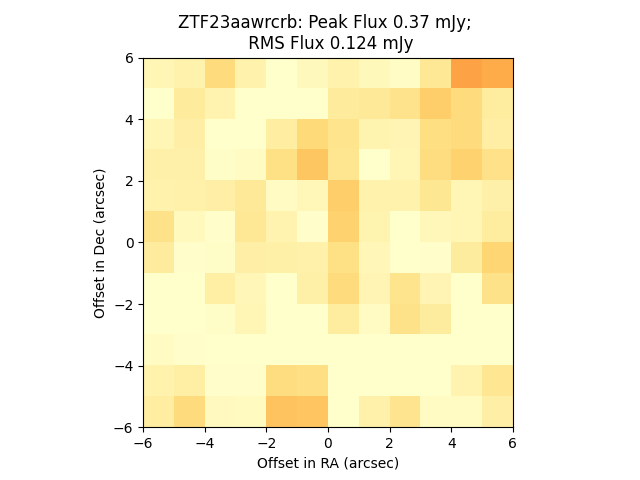 ZTF23aawrcrb: Peak Flux 0.37 mJy;
RMS Flux 0.124 mJy
6
4
2
0
−2
−4
−6
Offset in Dec (arcsec)
−6 −4 −2 0 2 4 6
Offset in RA (arcsec)